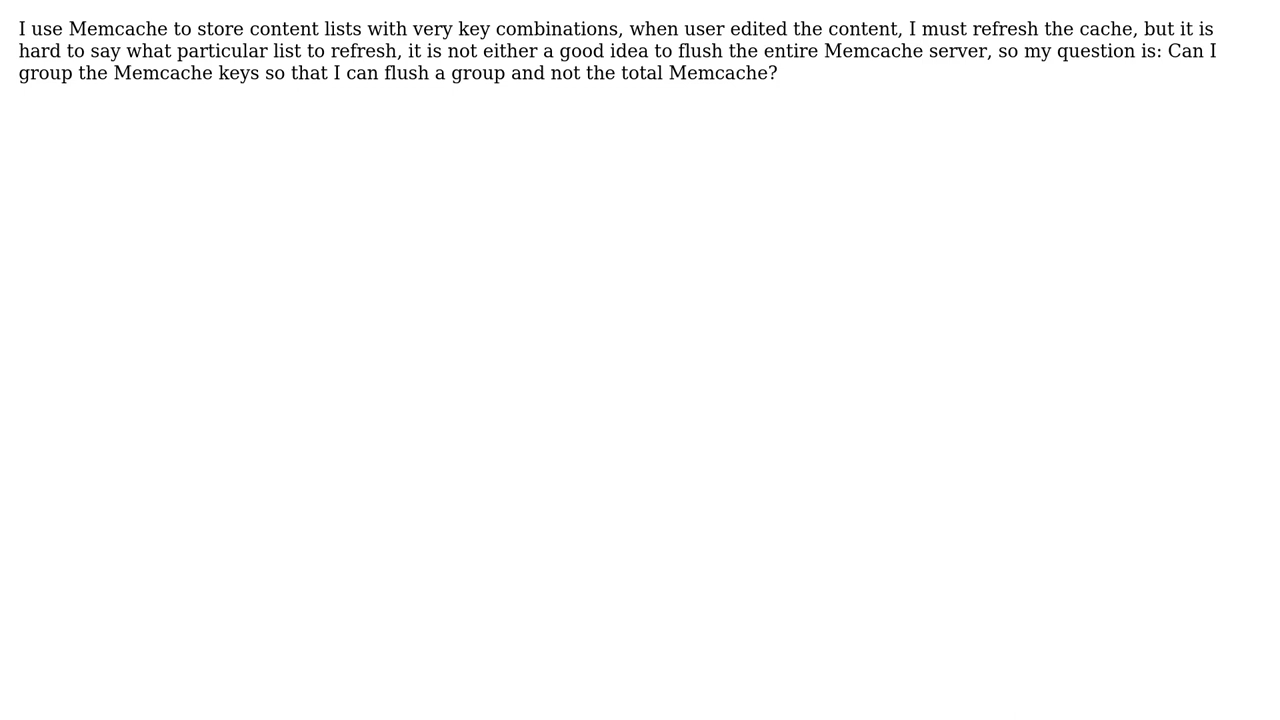 I use Memcache to store content lists with very key combinations, when user edited the content, I must refresh the cache, but it is
hard to say what particular list to refresh, it is not either a good idea to flush the entire Memcache server, so my question is: Can I
group the Memcache keys so that I can flush a group and not the total Memcache?